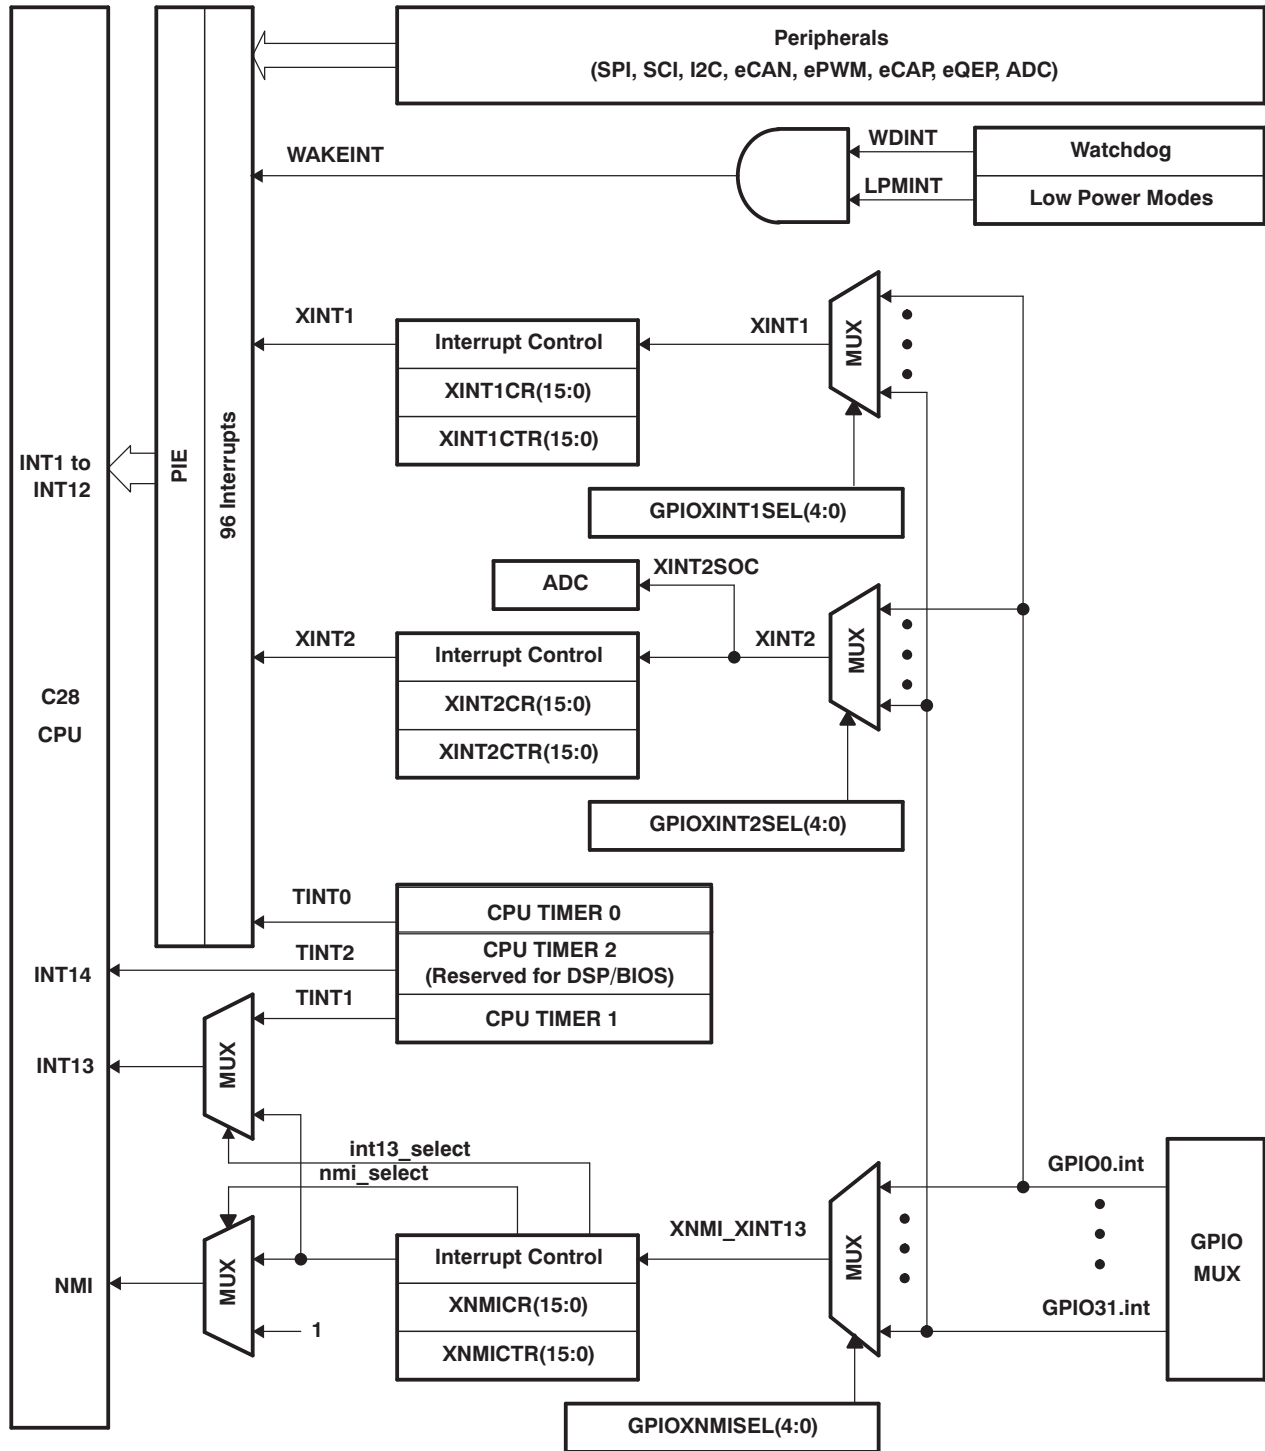 Peripherals
(SPI, SCI, I2C, eCAN, ePWM, eCAP, eQEP, ADC)
WAKEINT
WDINT
Watchdog
LPMINT
Low Power Modes
XINT1
Interrupt Control
XINT1CR(15:0)
XINT1CTR(15:0)
XINT1
MUX
GPIOXINT1SEL(4:0)
INT1 to
INT12
PIE
96 Interrupts
ADC
XINT2SOC
XINT2
Interrupt Control
XINT2CR(15:0)
XINT2CTR(15:0)
XINT2
MUX
GPIOXINT2SEL(4:0)
C28
CPU
TINT0
CPU TIMER 0
TINT2
CPU TIMER 2
(Reserved for DSP/BIOS)
INT14
TINT1
CPU TIMER 1
INT13
MUX
int13_select
nmi_select
NMI
MUX
1
Interrupt Control
XNMICR(15:0)
XNMICTR(15:0)
XNMI_XINT13
MUX
GPIOXNMISEL(4:0)
GPIO0.int
GPIO31.int
GPIO
MUX